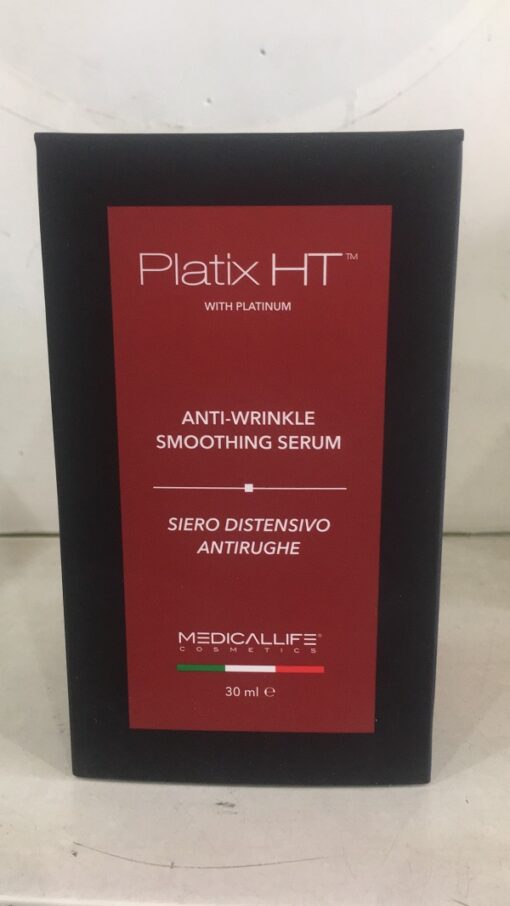 Platix HT™
WITH PLATINUM
ANTI-WRINKLE
SMOOTHING SERUM
SIERO DISTENSIVO
ANTIRUGHE
MEDICALLIFE®
COSMETICS
30 ml ℮